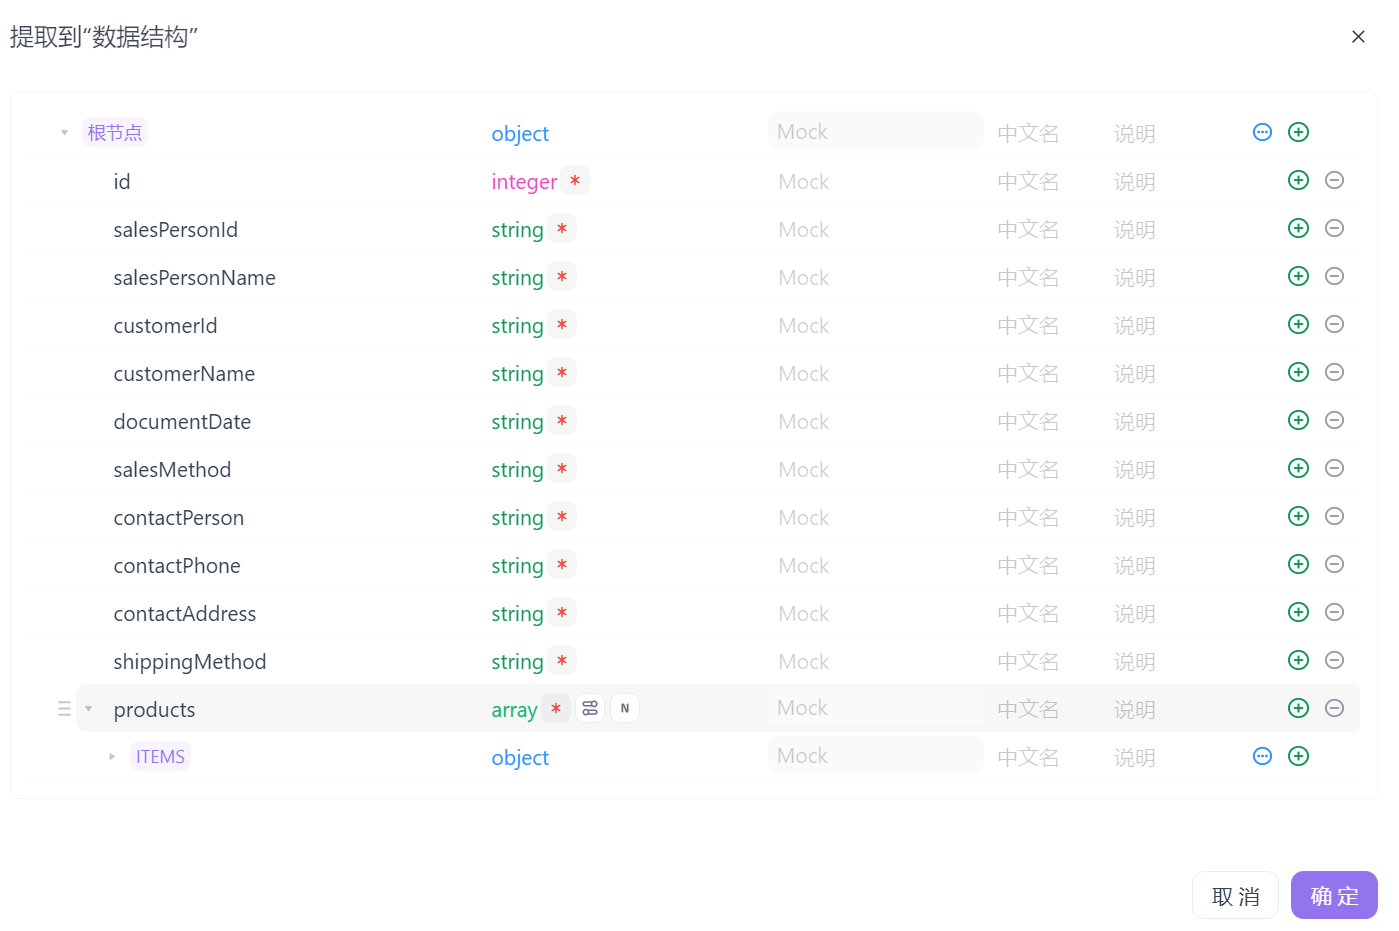 提取到“数据结构”
根节点 object Mock 中文名 说明
id integer * Mock 中文名 说明
salesPersonId string * Mock 中文名 说明
salesPersonName string * Mock 中文名 说明
customerId string * Mock 中文名 说明
customerName string * Mock 中文名 说明
documentDate string * Mock 中文名 说明
salesMethod string * Mock 中文名 说明
contactPerson string * Mock 中文名 说明
contactPhone string * Mock 中文名 说明
contactAddress string * Mock 中文名 说明
shippingMethod string * Mock 中文名 说明
products array * N Mock 中文名 说明
ITEMS object Mock 中文名 说明
取消 确定